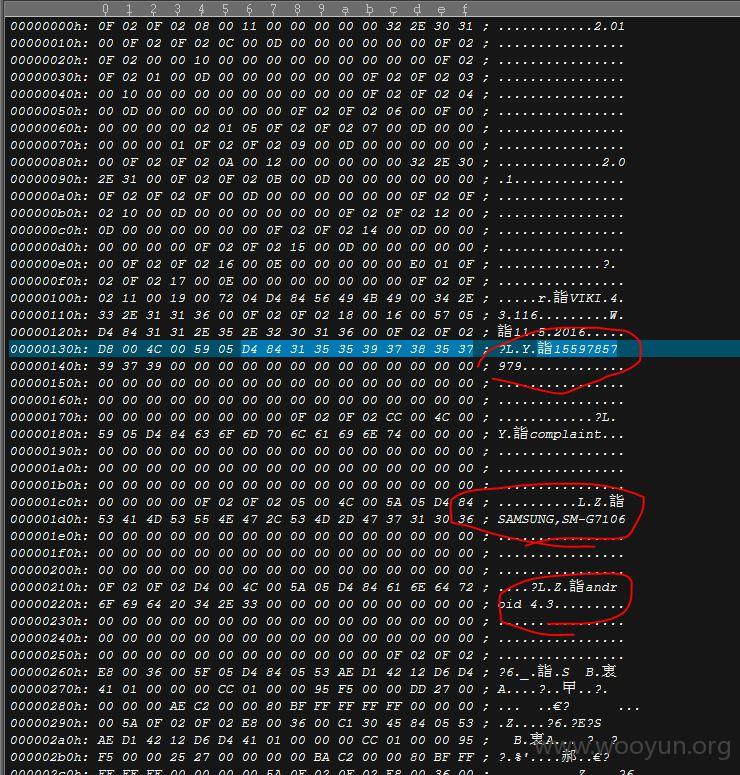 0 1 2 3 4 5 6 7 8 9 a b c d e f
00000000h: 0F 02 0F 02 08 00 11 00 00 00 00 00 32 2E 30 31 ; ............2.01
00000010h: 00 0F 02 0F 02 0C 00 0D 00 00 00 00 00 00 0F 02 ; ................
00000020h: 0F 02 00 00 10 00 00 00 00 00 00 00 00 00 0F 02 ; ................
00000030h: 0F 02 01 00 0D 00 00 00 00 00 00 0F 02 0F 02 03 ; ................
00000040h: 00 10 00 00 00 00 00 00 00 00 00 0F 02 0F 02 04 ; ................
00000050h: 00 0D 00 00 00 00 00 00 0F 02 0F 02 06 00 0F 00 ; ................
00000060h: 00 00 00 00 02 01 05 0F 02 0F 02 07 00 0D 00 00 ; ................
00000070h: 00 00 00 01 0F 02 0F 02 09 00 0D 00 00 00 00 00 ; ................
00000080h: 00 0F 02 0F 02 0A 00 12 00 00 00 00 00 32 2E 30 ; .............2.0
00000090h: 2E 31 00 0F 02 0F 02 0B 00 0D 00 00 00 00 00 00 ; .1..............
000000a0h: 0F 02 0F 02 0F 00 0D 00 00 00 00 00 00 0F 02 0F ; ................
000000b0h: 02 10 00 0D 00 00 00 00 00 00 0F 02 0F 02 12 00 ; ................
000000c0h: 0D 00 00 00 00 00 00 0F 02 0F 02 14 00 0D 00 00 ; ................
000000d0h: 00 00 00 00 0F 02 0F 02 15 00 0D 00 00 00 00 00 ; ................
000000e0h: 00 0F 02 0F 02 16 00 0E 00 00 00 00 00 E0 01 0F ; .............?.
000000f0h: 02 0F 02 17 00 0E 00 00 00 00 00 00 00 0F 02 0F ; ................
00000100h: 02 11 00 19 00 72 04 D4 84 56 49 4B 49 00 34 2E ; .....r.詣VIKI.4.
00000110h: 33 2E 31 31 36 00 0F 02 0F 02 18 00 16 00 57 05 ; 3.116.........W.
00000120h: D4 84 31 31 2E 35 2E 32 30 31 36 00 0F 02 0F 02 ; 詣11.5.2016.....
00000130h: D8 00 4C 00 59 05 D4 84 31 35 35 39 37 38 35 37 ; ?L.Y.詣15597857
00000140h: 39 37 39 00 00 00 00 00 00 00 00 00 00 00 00 00 ; 979.............
00000150h: 00 00 00 00 00 00 00 00 00 00 00 00 00 00 00 00 ; ................
00000160h: 00 00 00 00 00 00 00 00 00 00 00 00 00 00 00 00 ; ................
00000170h: 00 00 00 00 00 00 00 00 0F 02 0F 02 CC 00 4C 00 ; ............?L.
00000180h: 59 05 D4 84 63 6F 6D 70 6C 61 69 6E 74 00 00 00 ; Y.詣complaint...
00000190h: 00 00 00 00 00 00 00 00 00 00 00 00 00 00 00 00 ; ................
000001a0h: 00 00 00 00 00 00 00 00 00 00 00 00 00 00 00 00 ; ................
000001b0h: 00 00 00 00 00 00 00 00 00 00 00 00 00 00 00 00 ; ................
000001c0h: 00 00 00 00 0F 02 0F 02 05 00 4C 00 5A 05 D4 84 ; ..........L.Z.詣
000001d0h: 53 41 4D 53 55 4E 47 2C 53 4D 2D 47 37 31 30 36 ; SAMSUNG,SM-G7106
000001e0h: 00 00 00 00 00 00 00 00 00 00 00 00 00 00 00 00 ; ................
000001f0h: 00 00 00 00 00 00 00 00 00 00 00 00 00 00 00 00 ; ................
00000200h: 00 00 00 00 00 00 00 00 00 00 00 00 00 00 00 00 ; ................
00000210h: 0F 02 0F 02 D4 00 4C 00 5A 05 D4 84 61 6E 64 72 ; ....?L.Z.詣andr
00000220h: 6F 69 64 20 34 2E 33 00 00 00 00 00 00 00 00 00 ; oid 4.3.........
00000230h: 00 00 00 00 00 00 00 00 00 00 00 00 00 00 00 00 ; ................
00000240h: 00 00 00 00 00 00 00 00 00 00 00 00 00 00 00 00 ; ................
00000250h: 00 00 00 00 00 00 00 00 00 00 00 00 0F 02 0F 02 ; ................
00000260h: E8 00 36 00 5F 05 D4 84 05 53 AE D1 42 12 D6 D4 ; ?6._.詣.S B.裛
00000270h: 41 01 00 00 00 CC 01 00 00 95 F5 00 00 DD 27 00 ; A....?..甲..?.
00000280h: 00 00 00 AE C2 00 00 80 BF FF FF FF FF 00 00 00 ; ... ..€? ...
00000290h: 00 5A 0F 02 0F 02 E8 00 36 00 C1 30 45 84 05 53 ; .Z....?6.?E?S
000002a0h: AE D1 42 12 D6 D4 41 01 00 00 00 CC 01 00 00 95 ; B.裛A....? ..?
000002b0h: F5 00 00 25 27 00 00 00 00 BA C2 00 00 80 BF FF
www.wooyun.org